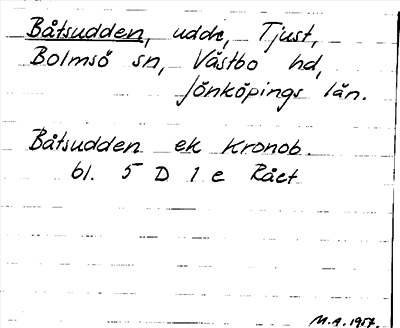 Båtsudden, udde, Tjust,
Bolmsö sn, Västbo hd,
Jönköpings län.
Båtsudden ek Kronob.
bl. 5 D 1 e Rået
M.A. 1957.